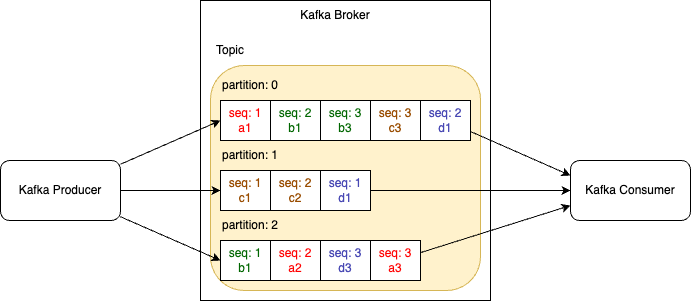 Kafka Broker
Topic
partition: 0
seq: 1 seq: 2 seq: 3 seq: 3 seq: 2
a1 b1 b3 c3 d1
partition: 1
Kafka Producer
seq: 1 seq: 2 seq: 1
c1 c2 d1
Kafka Consumer
partition: 2
seq: 1 seq: 2 seq: 3 seq: 3
b1 a2 d3 a3